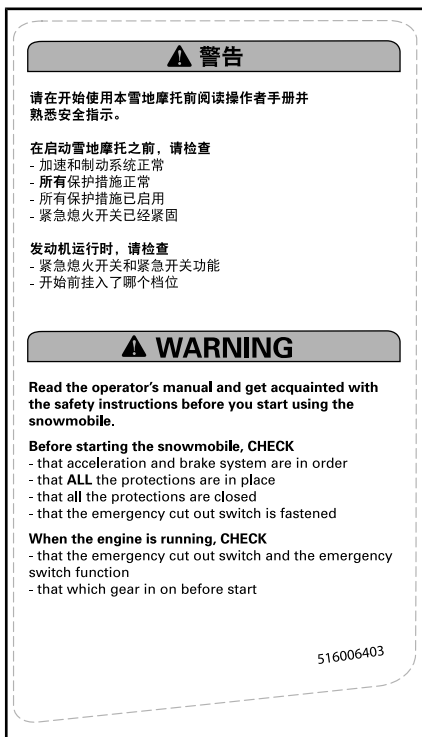 警告
请在开始使用本雪地摩托前阅读操作者手册并
熟悉安全指示。
在启动雪地摩托之前，请检查
- 加速和制动系统正常
- 所有保护措施正常
- 所有保护措施已启用
- 紧急熄火开关已经紧固
发动机运行时，请检查
- 紧急熄火开关和紧急开关功能
- 开始前挂入了哪个档位
WARNING
Read the operator's manual and get acquainted with
the safety instructions before you start using the
snowmobile.
Before starting the snowmobile, CHECK
- that acceleration and brake system are in order
- that ALL the protections are in place
- that all the protections are closed
- that the emergency cut out switch is fastened
When the engine is running, CHECK
- that the emergency cut out switch and the emergency
switch function
- that which gear in on before start
516006403